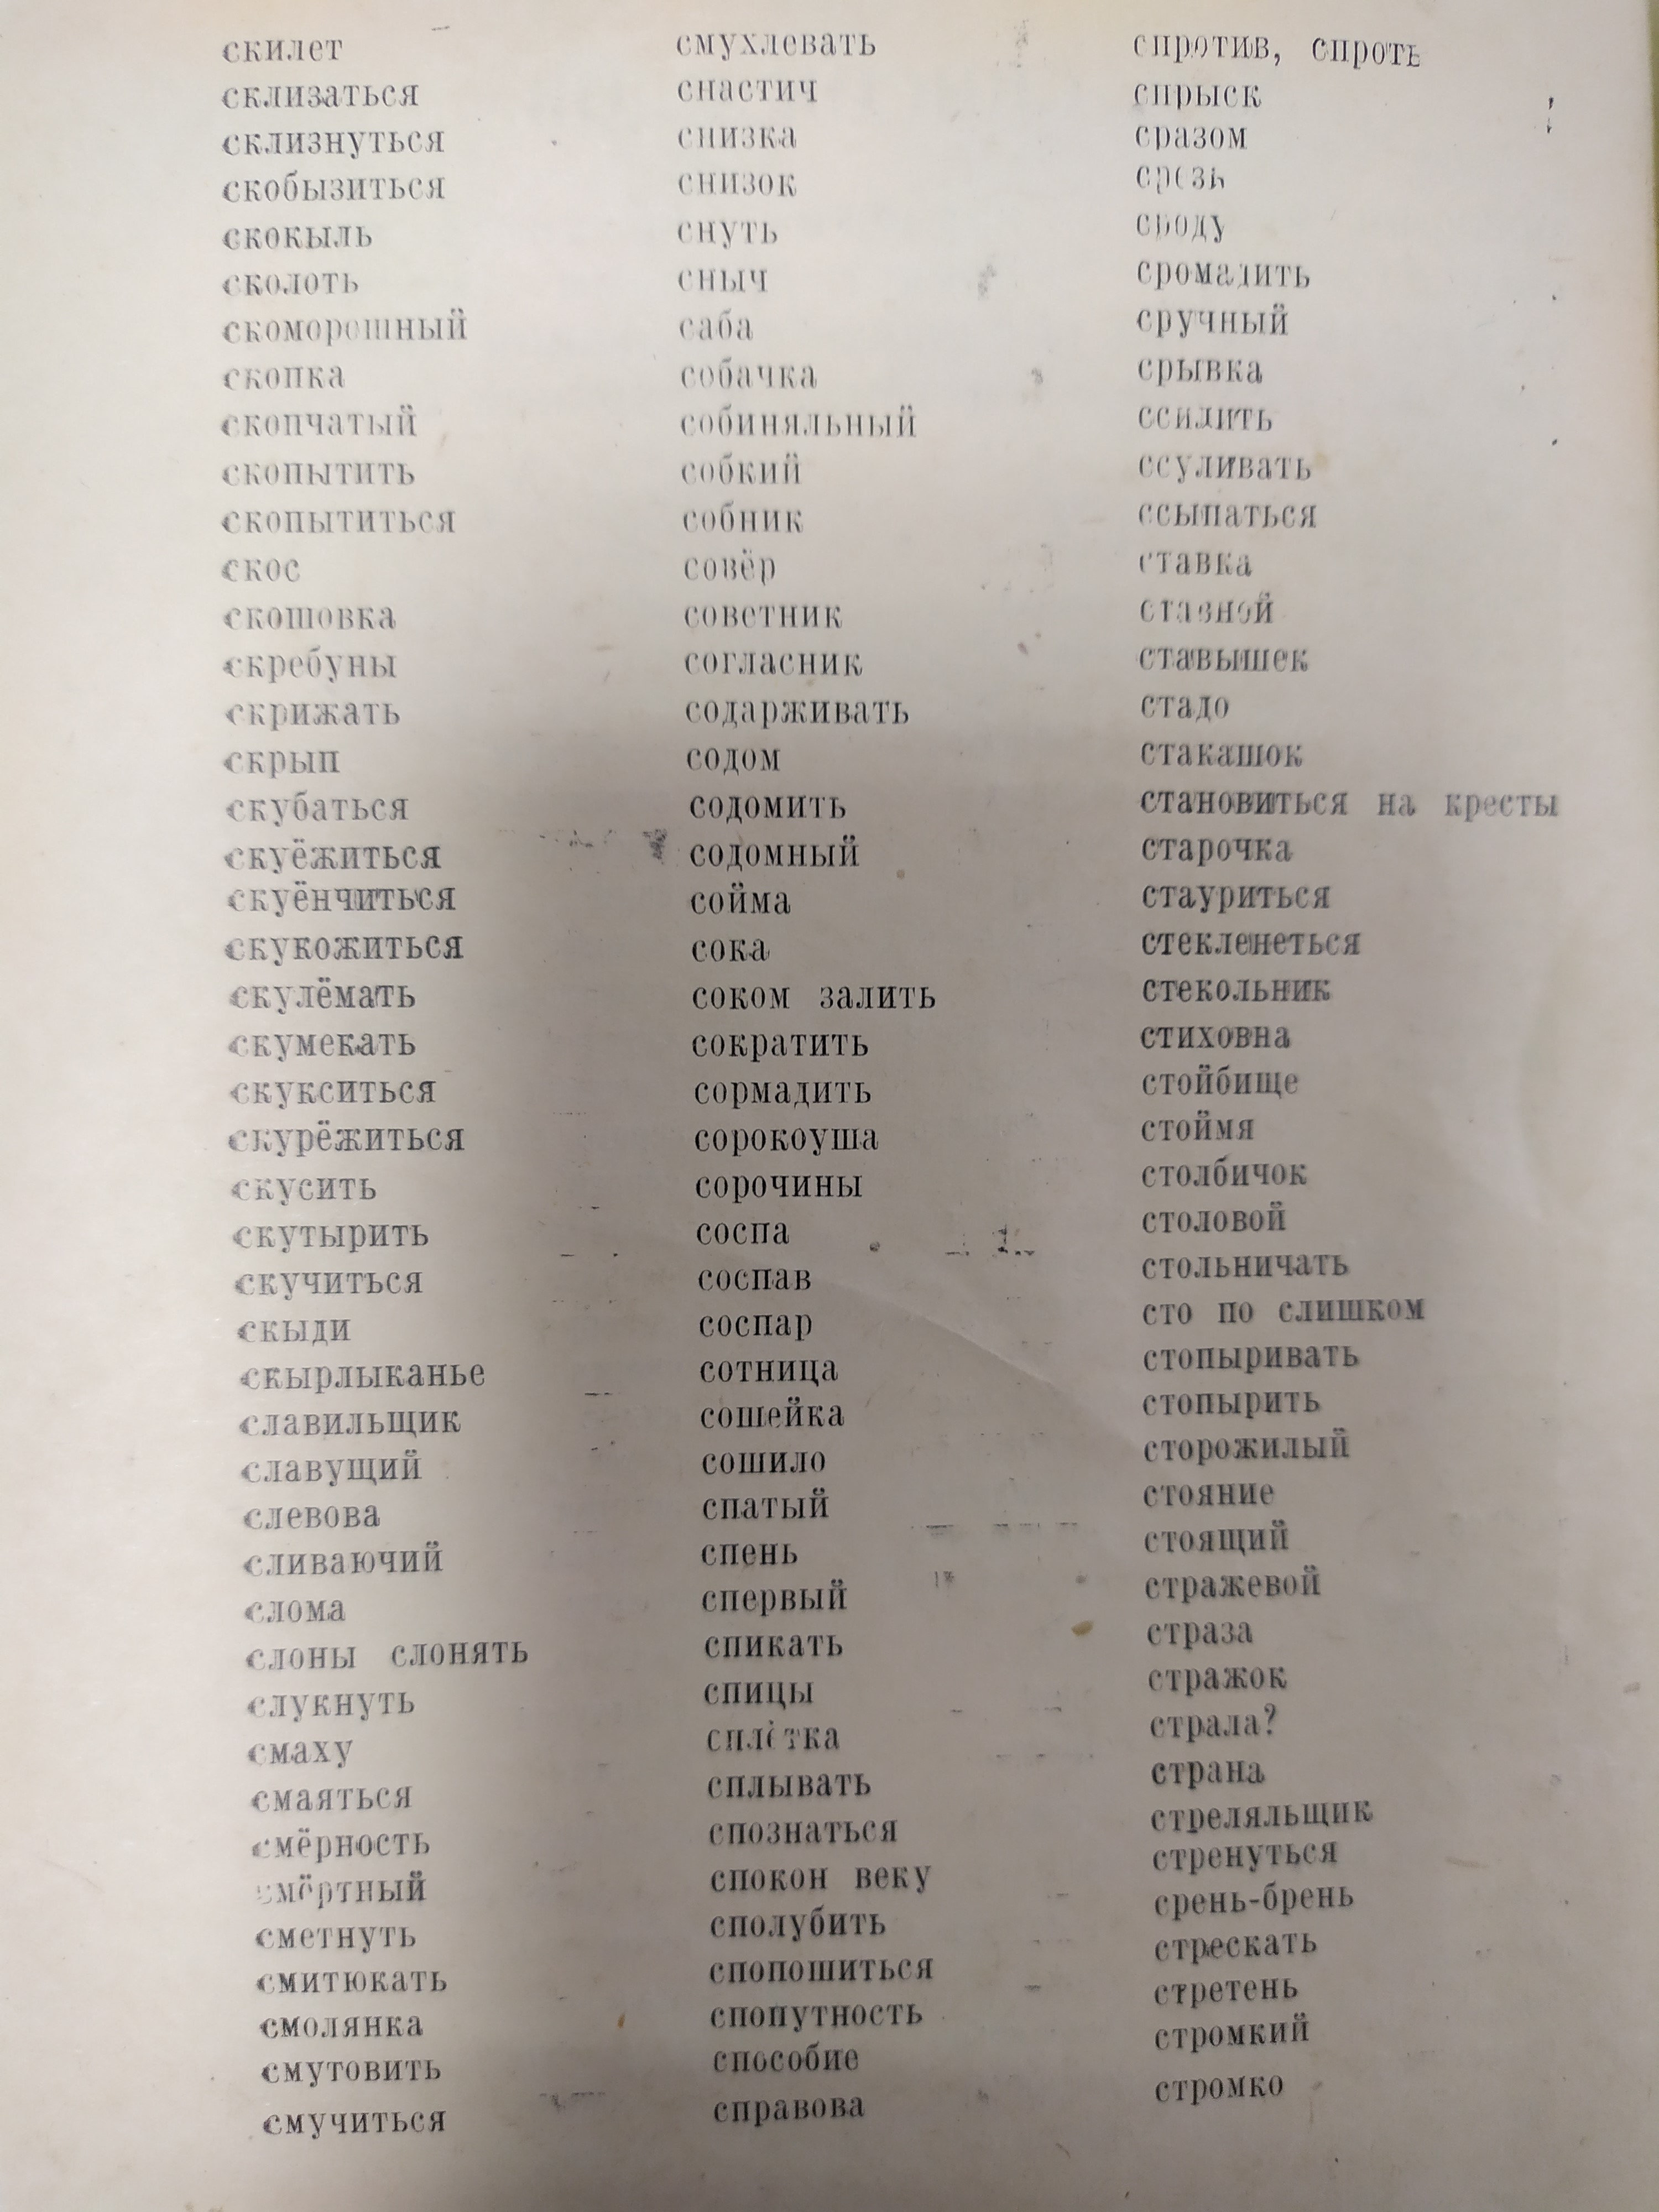 скилет
склизаться
склизнуться
скобызиться
скокыль
сколоть
скоморошный
скопка
скопчатый
скопытить
скопытиться
скос
скошовка
скребуны
скрижать
скрып
скубаться
скуёжиться
скуёнчиться
скукожиться
скулёмать
скумекать
скукситься
скурёжиться
скусить
скутырить
скучиться
скыди
скырлыканье
славильщик
славущий
слевова
сливаючий
слома
слоны слонять
слукнуть
смаху
смаяться
смёрность
смёртный
сметнуть
смитюкать
смолянка
смутовить
смучиться
смухлевать
снастич
снизка
снизок
снуть
сныч
саба
собачка
собиняльный
собкий
собник
совёр
советник
согласник
содарживать
содом
содомить
содомный
сойма
сока
соком залить
сократить
сормадить
сорокоуша
сорочины
соспа
соспав
соспар
сотница
сошейка
сошило
спатый
спень
спервый
спикать
спицы
сплётка
сплывать
спознаться
спокон веку
сполубить
спопошиться
спопутность
способие
справова
спротив, спроть
спрыск
сразом
срезь
сроду
сромадить
сручный
срывка
ссилить
ссуливать
ссыпаться
ставка
ставной
ставышек
стадо
стакашок
становиться на кресты
старочка
стауриться
стекленеться
стекольник
стиховна
стойбище
стоймя
столбичок
столовой
стольничать
сто по слишком
стопыривать
стопырить
сторожилый
стояние
стоящий
стражевой
страза
стражок
страла?
страна
стреляльщик
стренуться
срень-брень
стрескать
стретень
стромкий
стромко